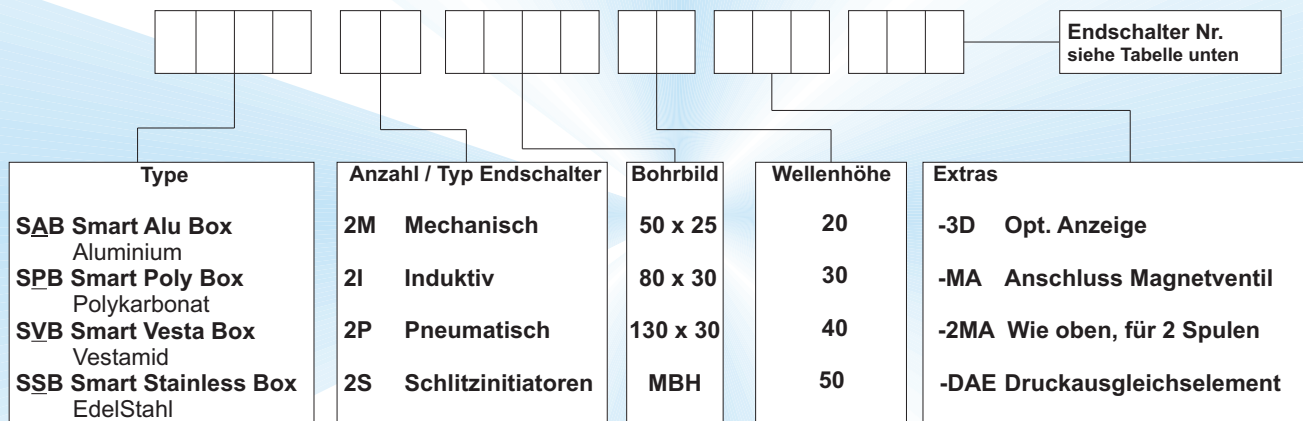 Endschalter Nr.
siehe Tabelle unten
Type
SAB Smart Alu Box
Aluminium
SPB Smart Poly Box
Polykarbonat
SVB Smart Vesta Box
Vestamid
SSB Smart Stainless Box
EdelStahl
Anzahl / Typ Endschalter
2M Mechanisch
2I Induktiv
2P Pneumatisch
2S Schlitzinitiatoren
Bohrbild
50 x 25
80 x 30
130 x 30
MBH
Wellenhöhe
20
30
40
50
Extras
-3D Opt. Anzeige
-MA Anschluss Magnetventil
-2MA Wie oben, für 2 Spulen
-DAE Druckausgleichselement